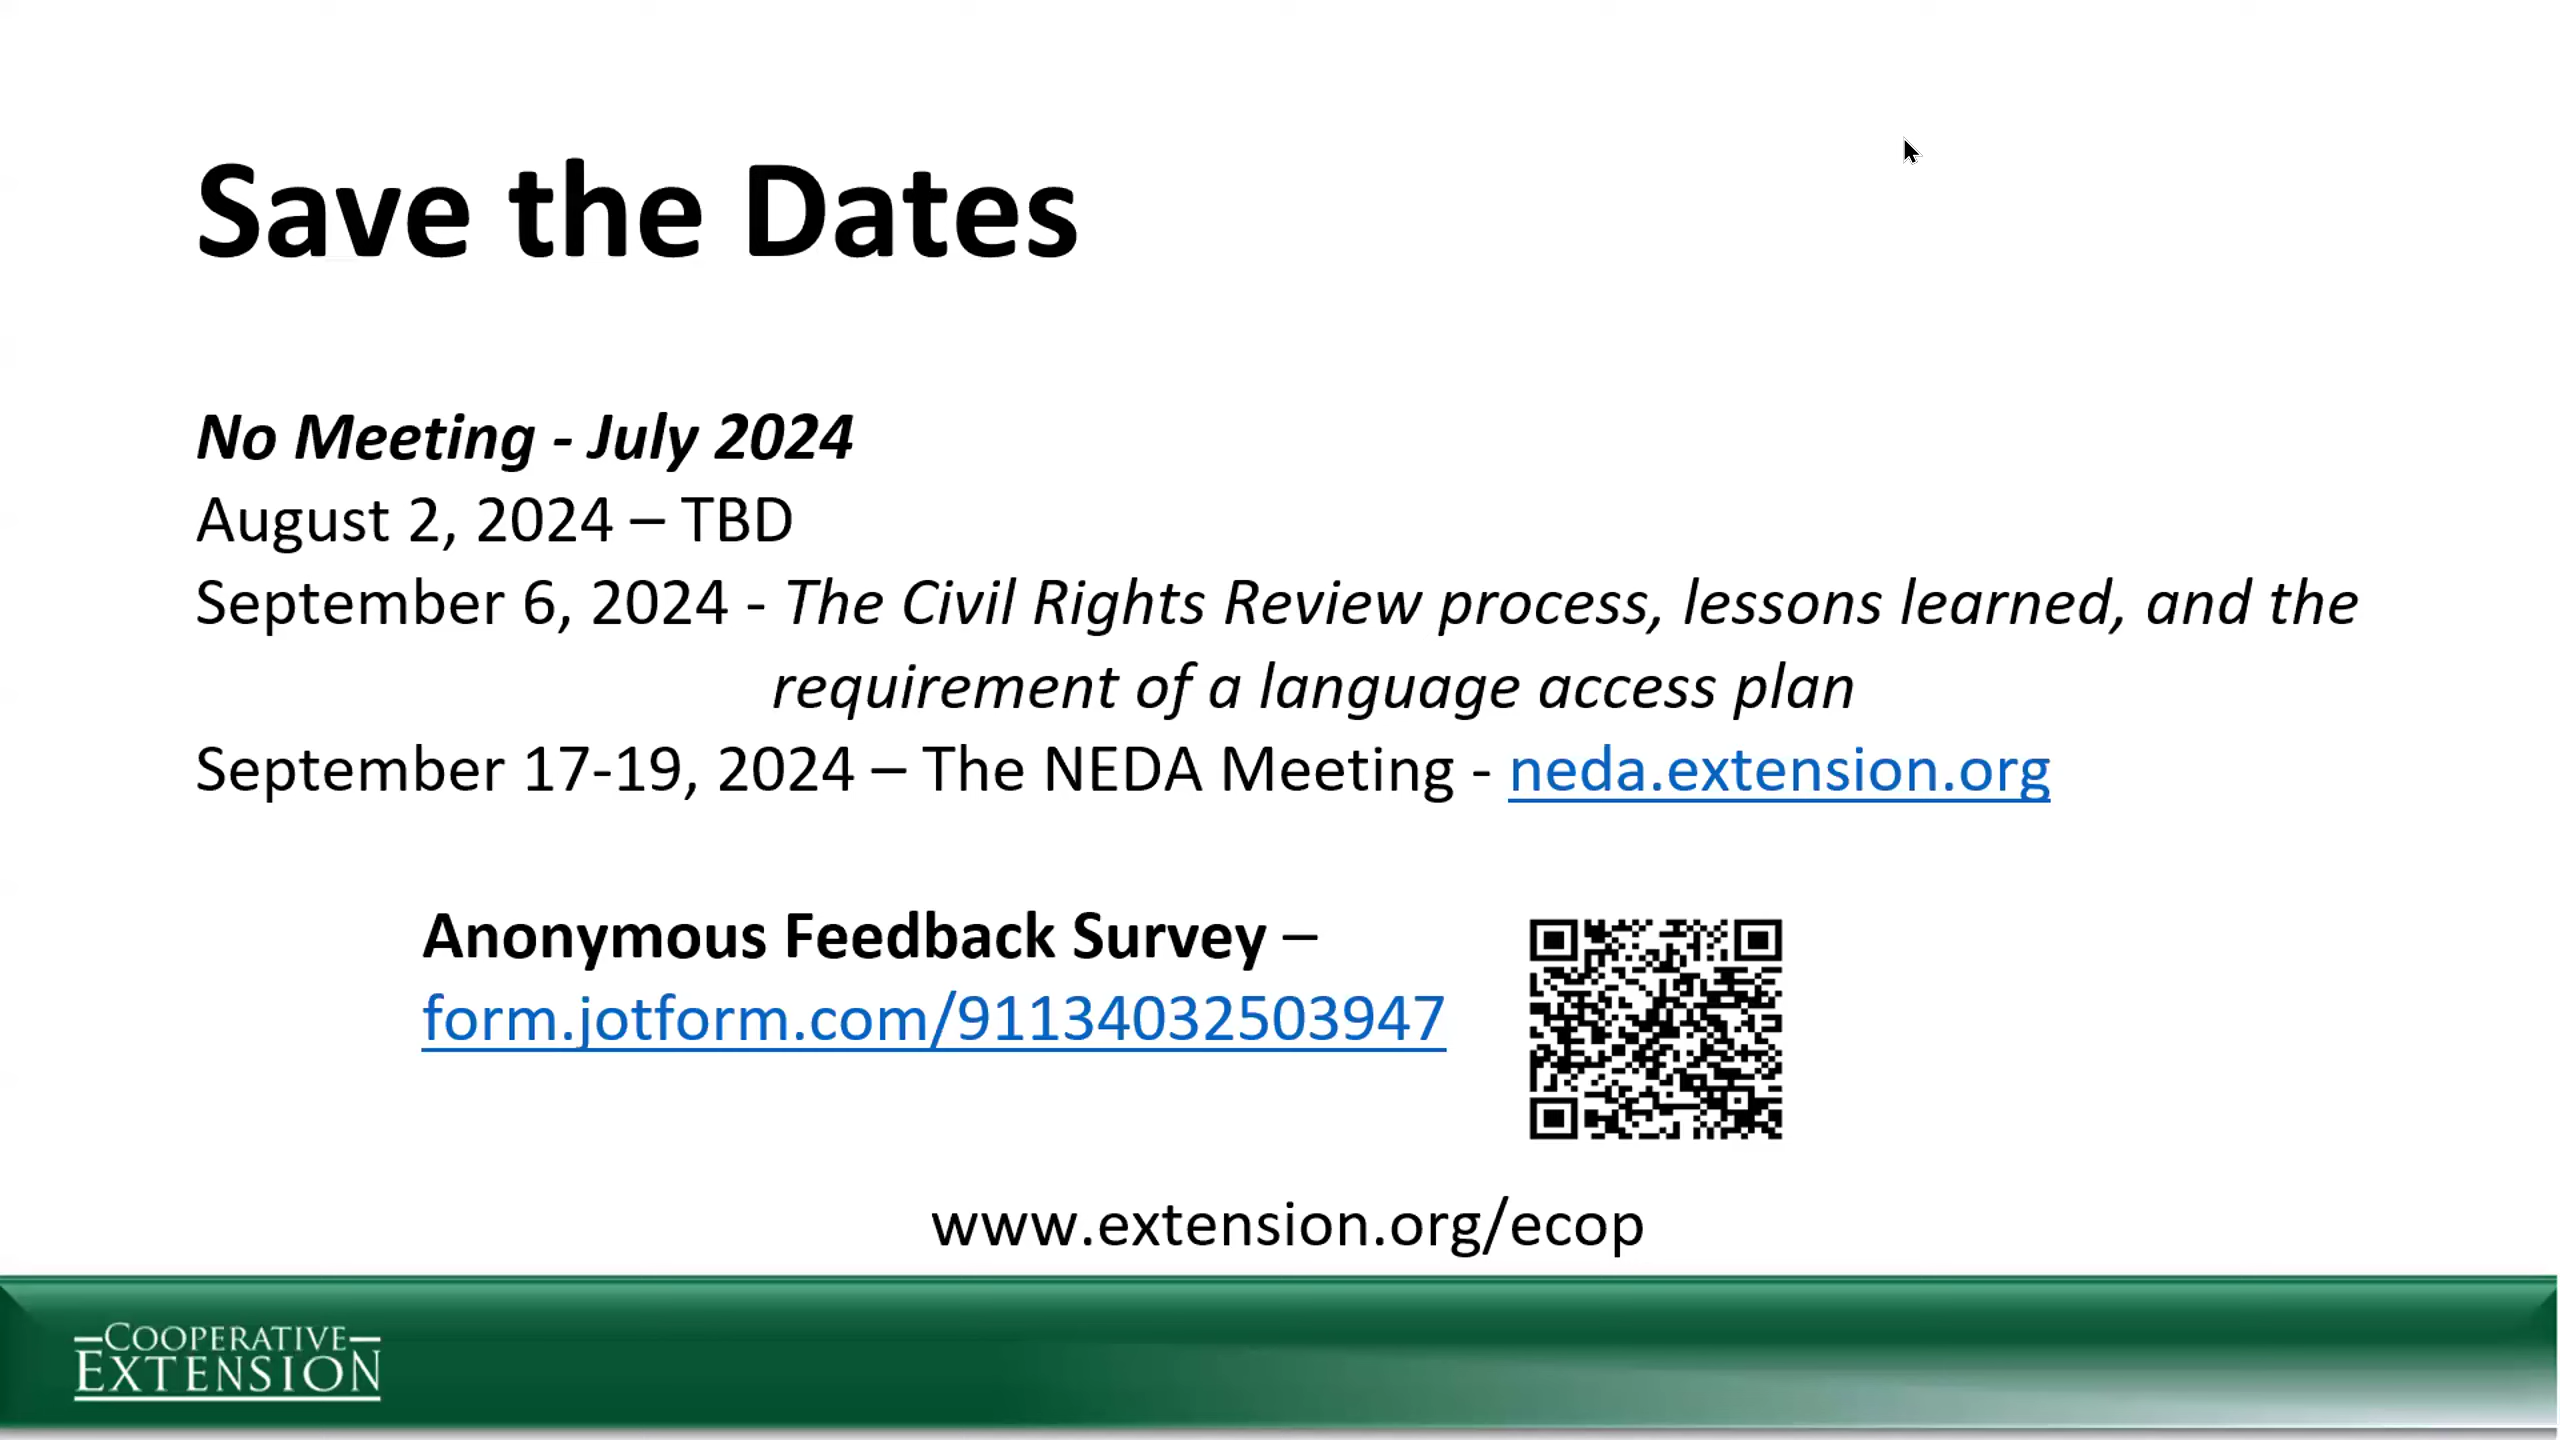 Save the Dates
No Meeting - July 2024
August 2, 2024 – TBD
September 6, 2024 - The Civil Rights Review process, lessons learned, and the
requirement of a language access plan
September 17-19, 2024 – The NEDA Meeting - neda.extension.org
Anonymous Feedback Survey –
form.jotform.com/91134032503947
www.extension.org/ecop
COOPERATIVE
EXTENSION